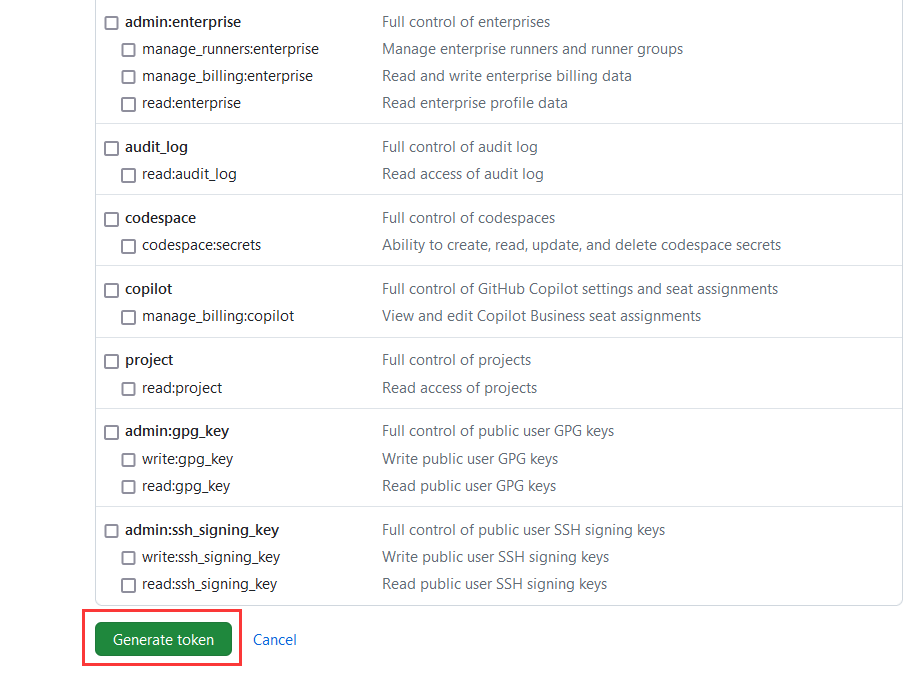 admin:enterprise Full control of enterprises
manage_runners:enterprise Manage enterprise runners and runner groups
manage_billing:enterprise Read and write enterprise billing data
read:enterprise Read enterprise profile data
audit_log Full control of audit log
read:audit_log Read access of audit log
codespace Full control of codespaces
codespace:secrets Ability to create, read, update, and delete codespace secrets
copilot Full control of GitHub Copilot settings and seat assignments
manage_billing:copilot View and edit Copilot Business seat assignments
project Full control of projects
read:project Read access of projects
admin:gpg_key Full control of public user GPG keys
write:gpg_key Write public user GPG keys
read:gpg_key Read public user GPG keys
admin:ssh_signing_key Full control of public user SSH signing keys
write:ssh_signing_key Write public user SSH signing keys
read:ssh_signing_key Read public user SSH signing keys
Generate token Cancel